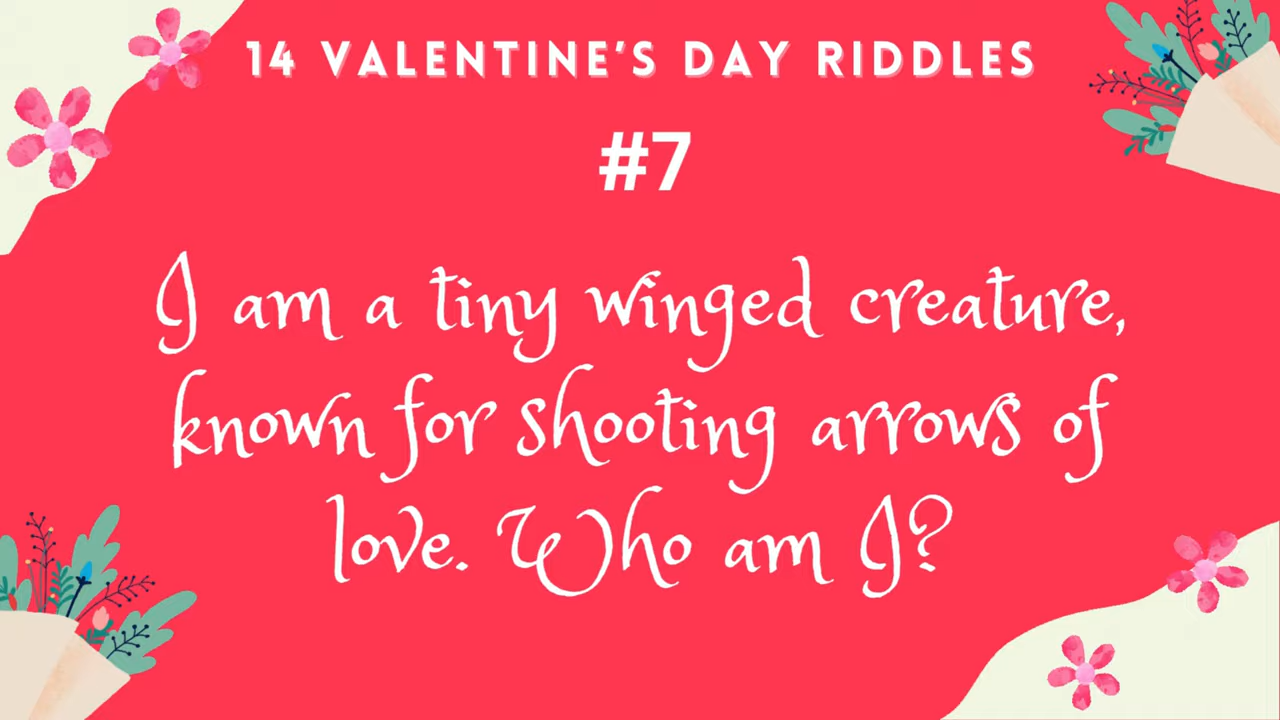 14 VALENTINE'S DAY RIDDLES
#7
I am a tiny winged creature,
known for shooting arrows of
love. Who am I?